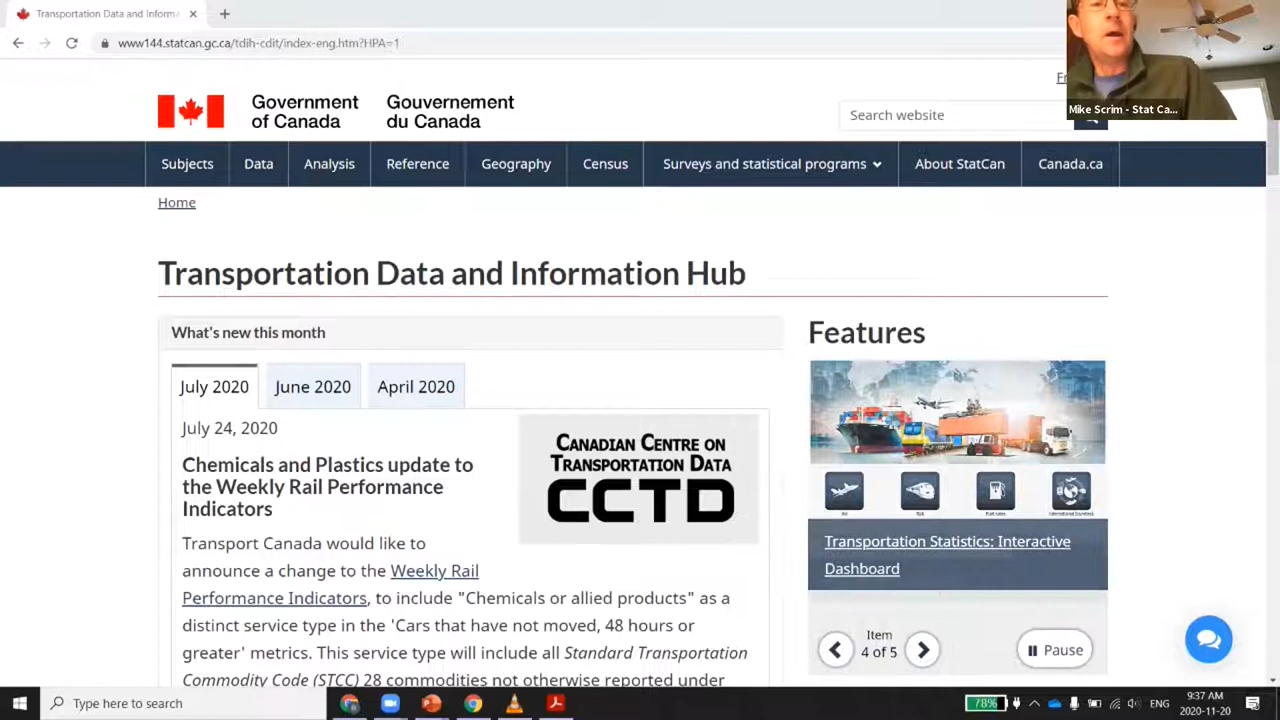 Transportation Data and Informa
www144.statcan.gc.ca/tdih-cdit/index-eng.htm?HPA=1
Mike Scrim - Stat Ca...
Government of Canada
Gouvernement du Canada
Search website
Subjects Data Analysis Reference Geography Census Surveys and statistical programs About StatCan Canada.ca
Home
Transportation Data and Information Hub
What's new this month
July 2020 June 2020 April 2020
July 24, 2020
Chemicals and Plastics update to
the Weekly Rail Performance
Indicators
CANADIAN CENTRE ON
TRANSPORTATION DATA
CCTD
Transport Canada would like to
announce a change to the Weekly Rail
Performance Indicators, to include "Chemicals or allied products" as a
distinct service type in the 'Cars that have not moved, 48 hours or
greater' metrics. This service type will include all Standard Transportation
Commodity Code (STCC) 28 commodities not otherwise reported under
Features
Transportation Statistics: Interactive
Dashboard
Item
4 of 5
Pause
Type here to search
78%
ENG
9:37 AM
2020-11-20